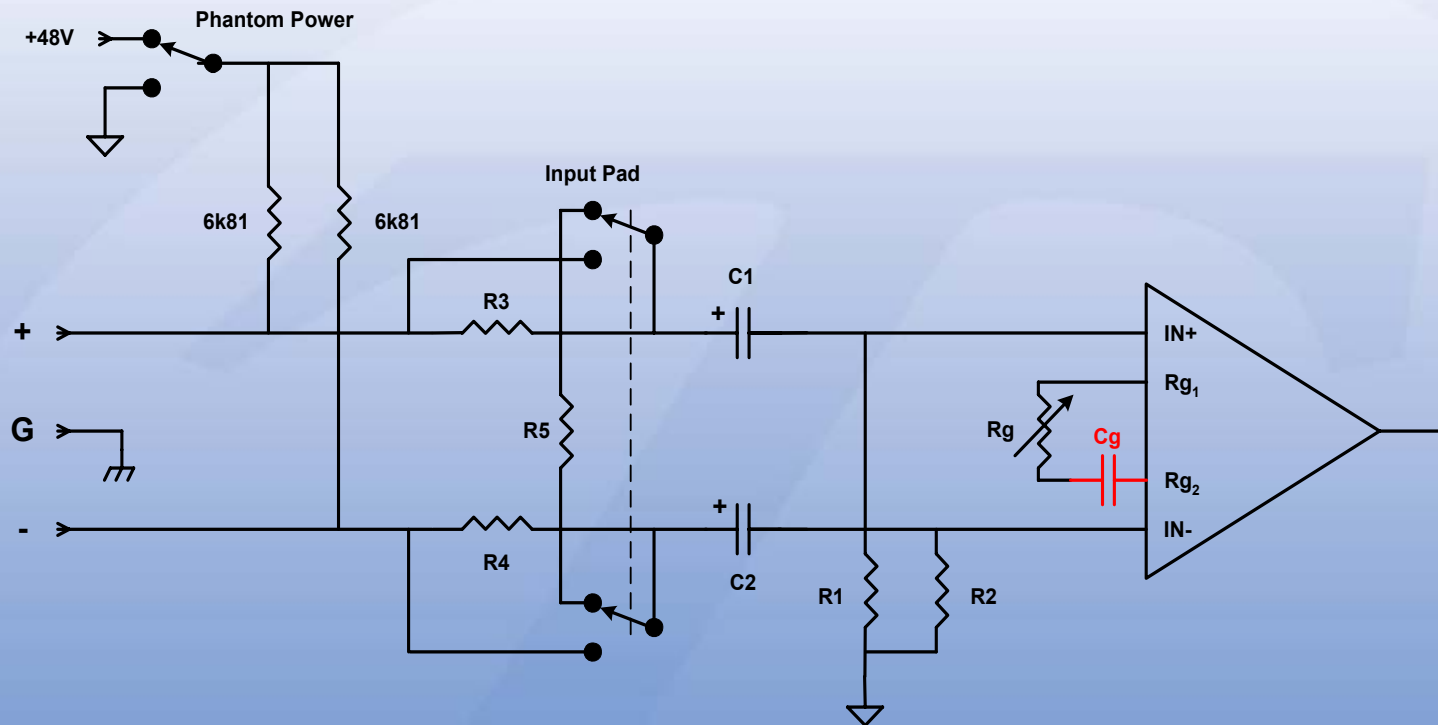 Phantom Power
+48V
6k81
6k81
Input Pad
R3
C1
+
+
IN+
Rg1
Rg
Cg
R5
G
Rg2
+
-
IN-
R4
C2
R1
R2